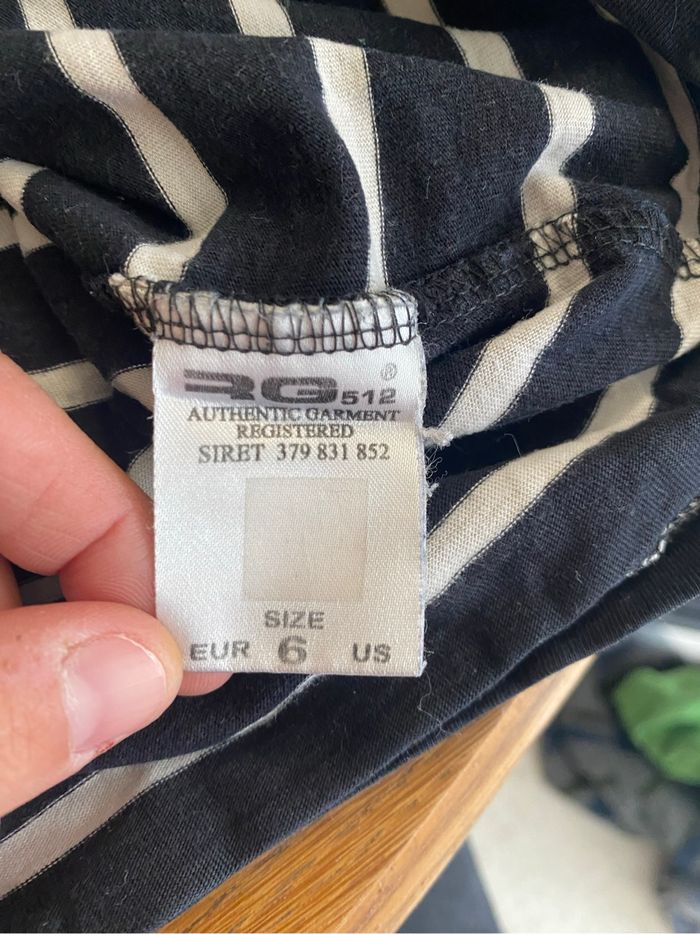 RG512®
AUTHENTIC GARMENT
REGISTERED
SIRET 379 831 852
SIZE
EUR 6 US